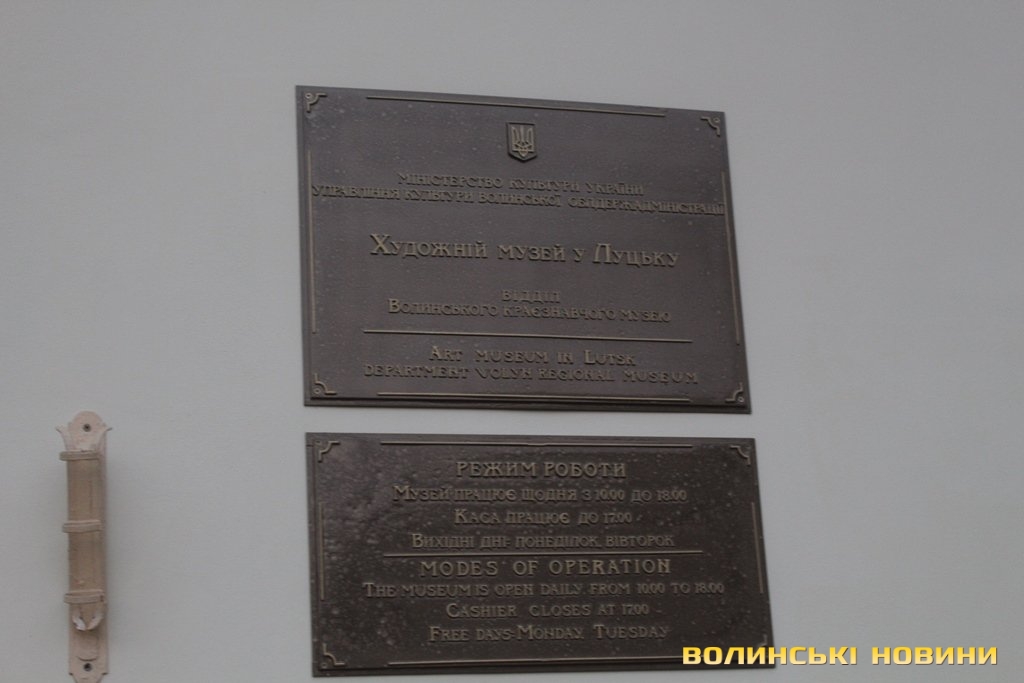 Міністерство культури України
Управління культури Волинської облдержадміністрації
Художній музей у Луцьку
відділ
Волинського краєзнавчого музею
Art museum in Lutsk
department Volyn Regional Museum
РЕЖИМ РОБОТИ
Музей працює щодня з 10.00 до 18.00
Каса працює до 17.00
Вихідні дні: понеділок, вівторок
MODES OF OPERATION
The museum is open daily from 10.00 to 18.00
Cashier closes at 17.00
Free days-Monday, Tuesday
ВОЛИНСЬКІ НОВИНИ